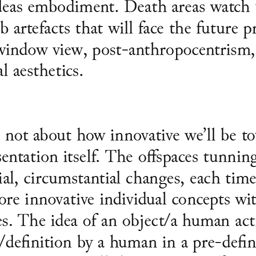 deas embodiment. Death areas watch
b artefacts that will face the future pr
window view, post-anthropocentrism,
al aesthetics.
not about how innovative we'll be to
sentation itself. The offspaces tunning
ial, circumstantial changes, each time
ore innovative individual concepts wit
es. The idea of an object/a human act
/definition by a human in a pre-defin